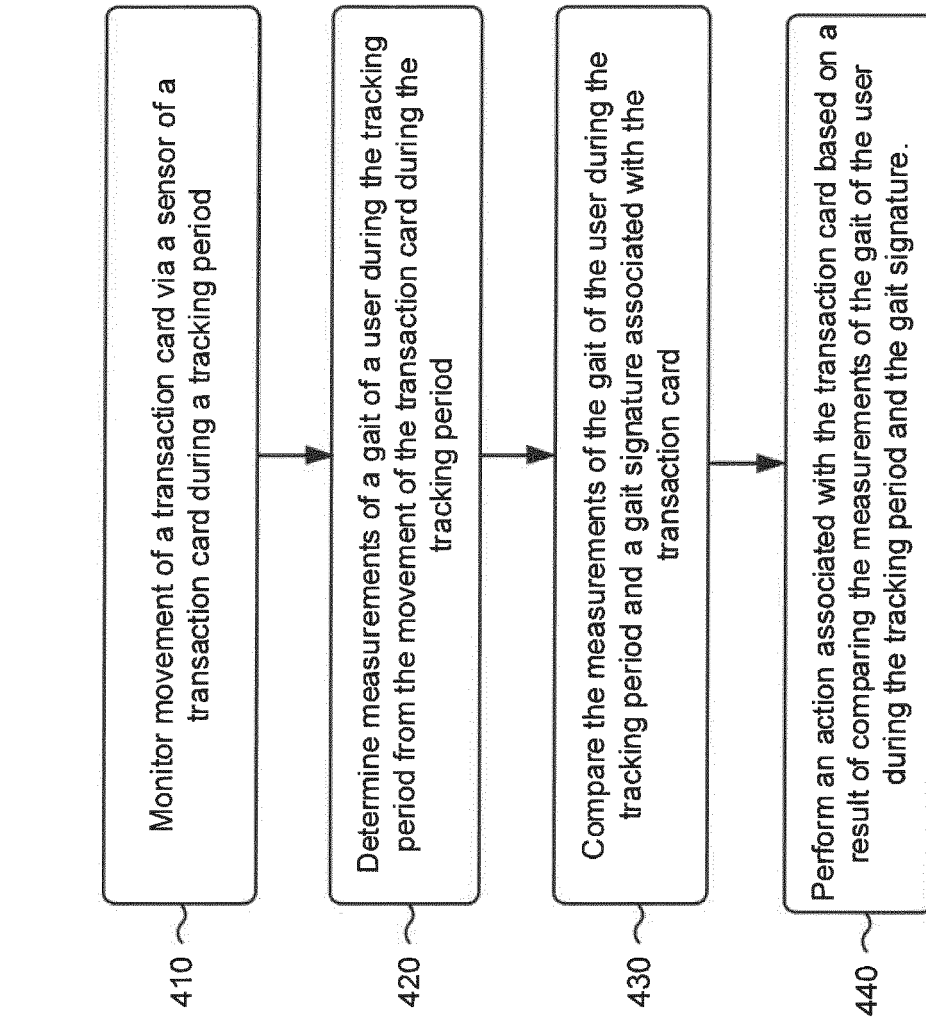 410
Monitor movement of a transaction card via a sensor of a
transaction card during a tracking period
420
Determine measurements of a gait of a user during the tracking
period from the movement of the transaction card during the
tracking period
430
Compare the measurements of the gait of the user during the
tracking period and a gait signature associated with the
transaction card
440
Perform an action associated with the transaction card based on a
result of comparing the measurements of the gait of the user
during the tracking period and the gait signature.